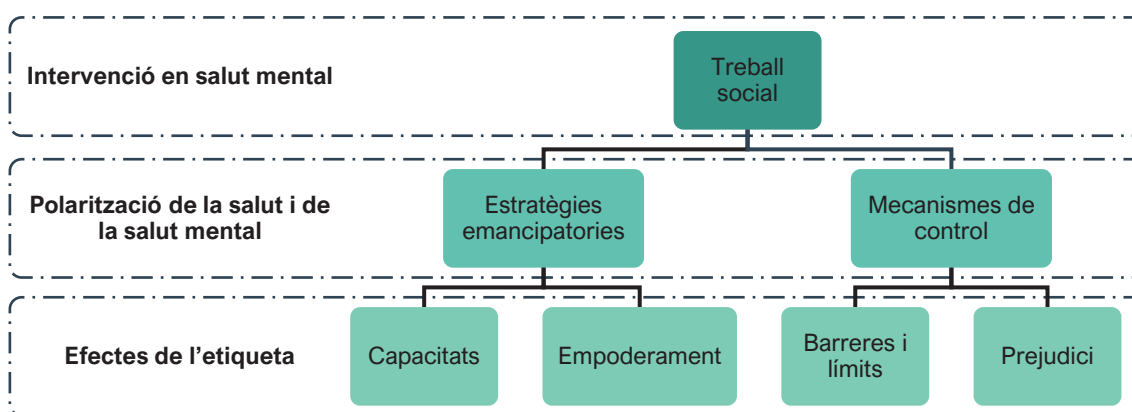 Intervenció en salut mental
Treball
social
Polarització de la salut i de
la salut mental
Estratègies
emancipatories
Mecanismes de
control
Efectes de l'etiqueta
Capacitats
Empoderament
Barreres i
límits
Prejudici